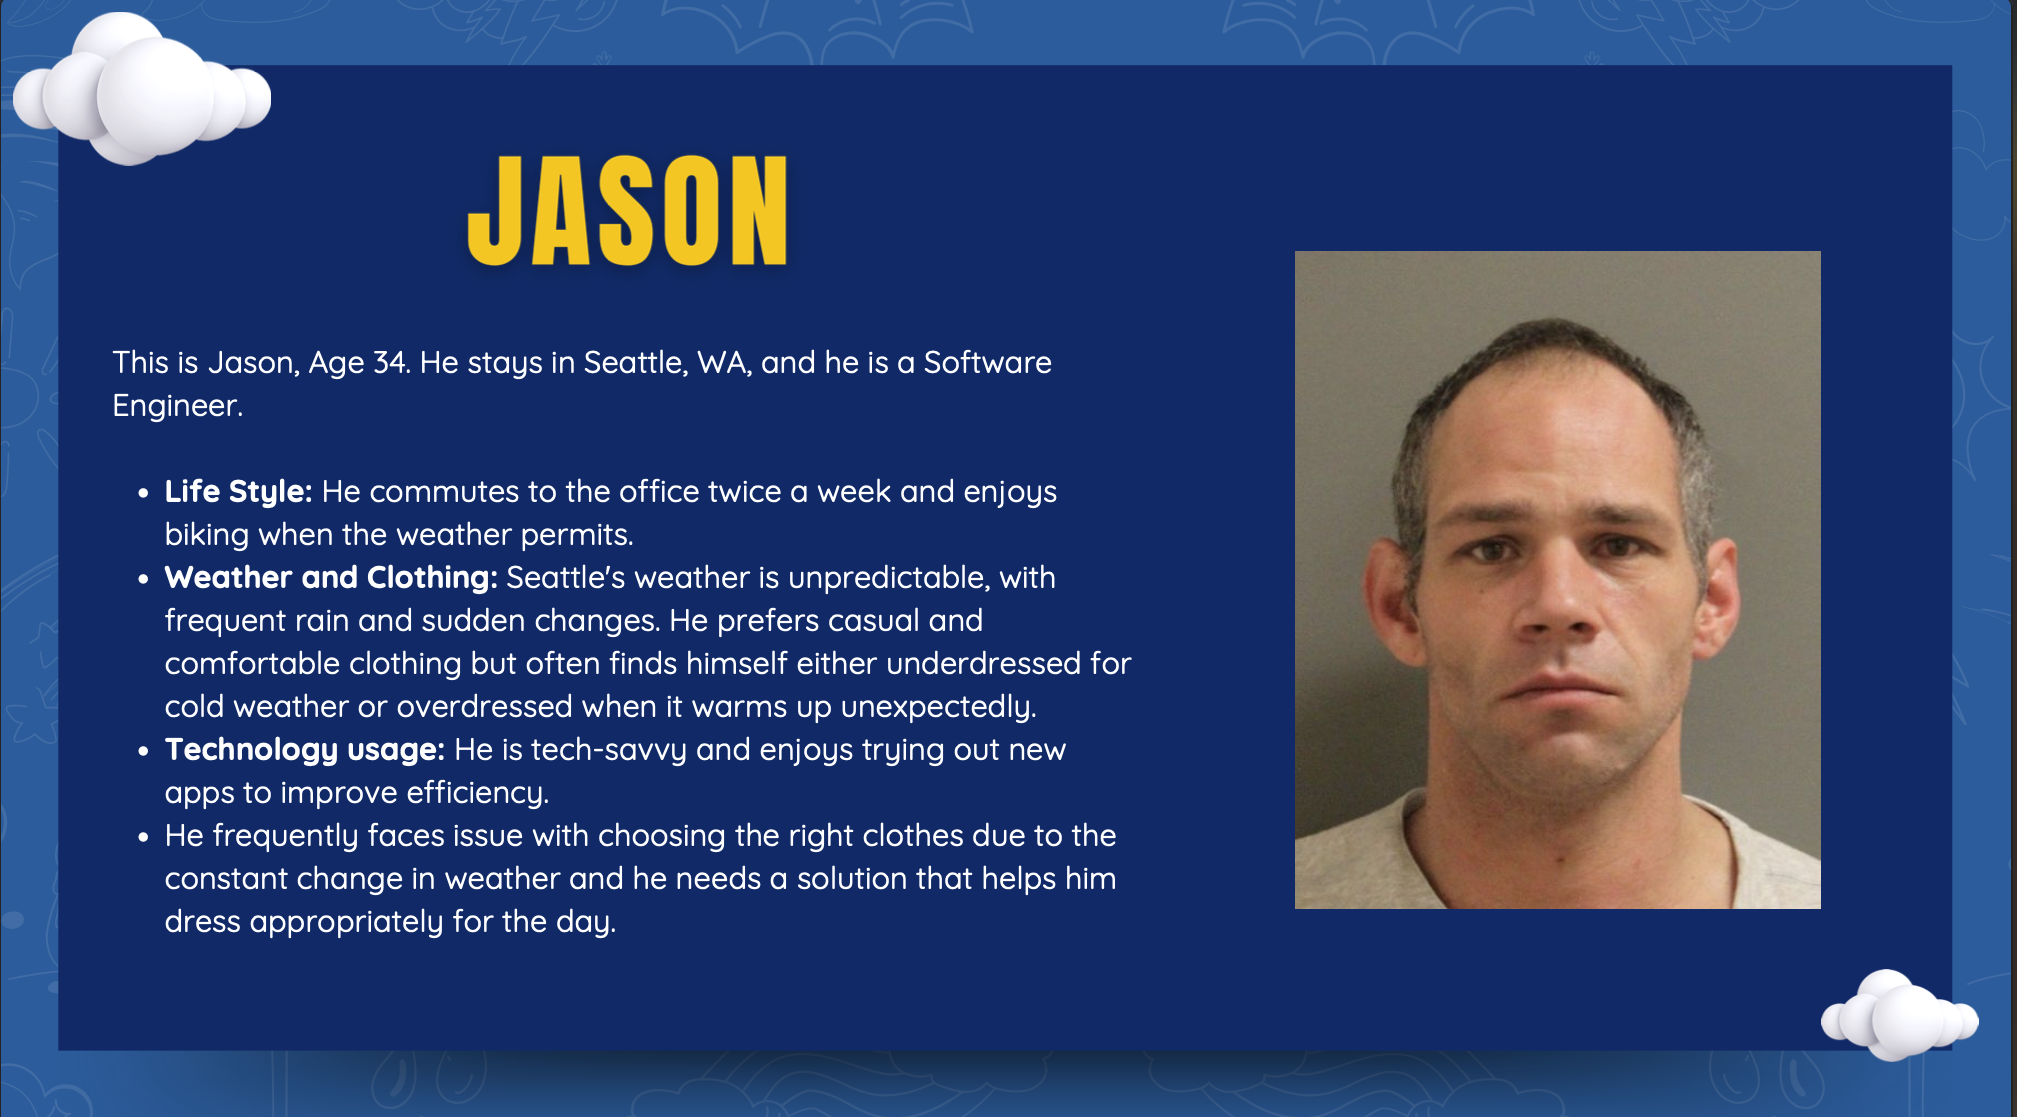 JASON
This is Jason, Age 34. He stays in Seattle, WA, and he is a Software
Engineer.
• Life Style: He commutes to the office twice a week and enjoys
biking when the weather permits.
• Weather and Clothing: Seattle's weather is unpredictable, with
frequent rain and sudden changes. He prefers casual and
comfortable clothing but often finds himself either underdressed for
cold weather or overdressed when it warms up unexpectedly.
• Technology usage: He is tech-savvy and enjoys trying out new
apps to improve efficiency.
• He frequently faces issue with choosing the right clothes due to the
constant change in weather and he needs a solution that helps him
dress appropriately for the day.